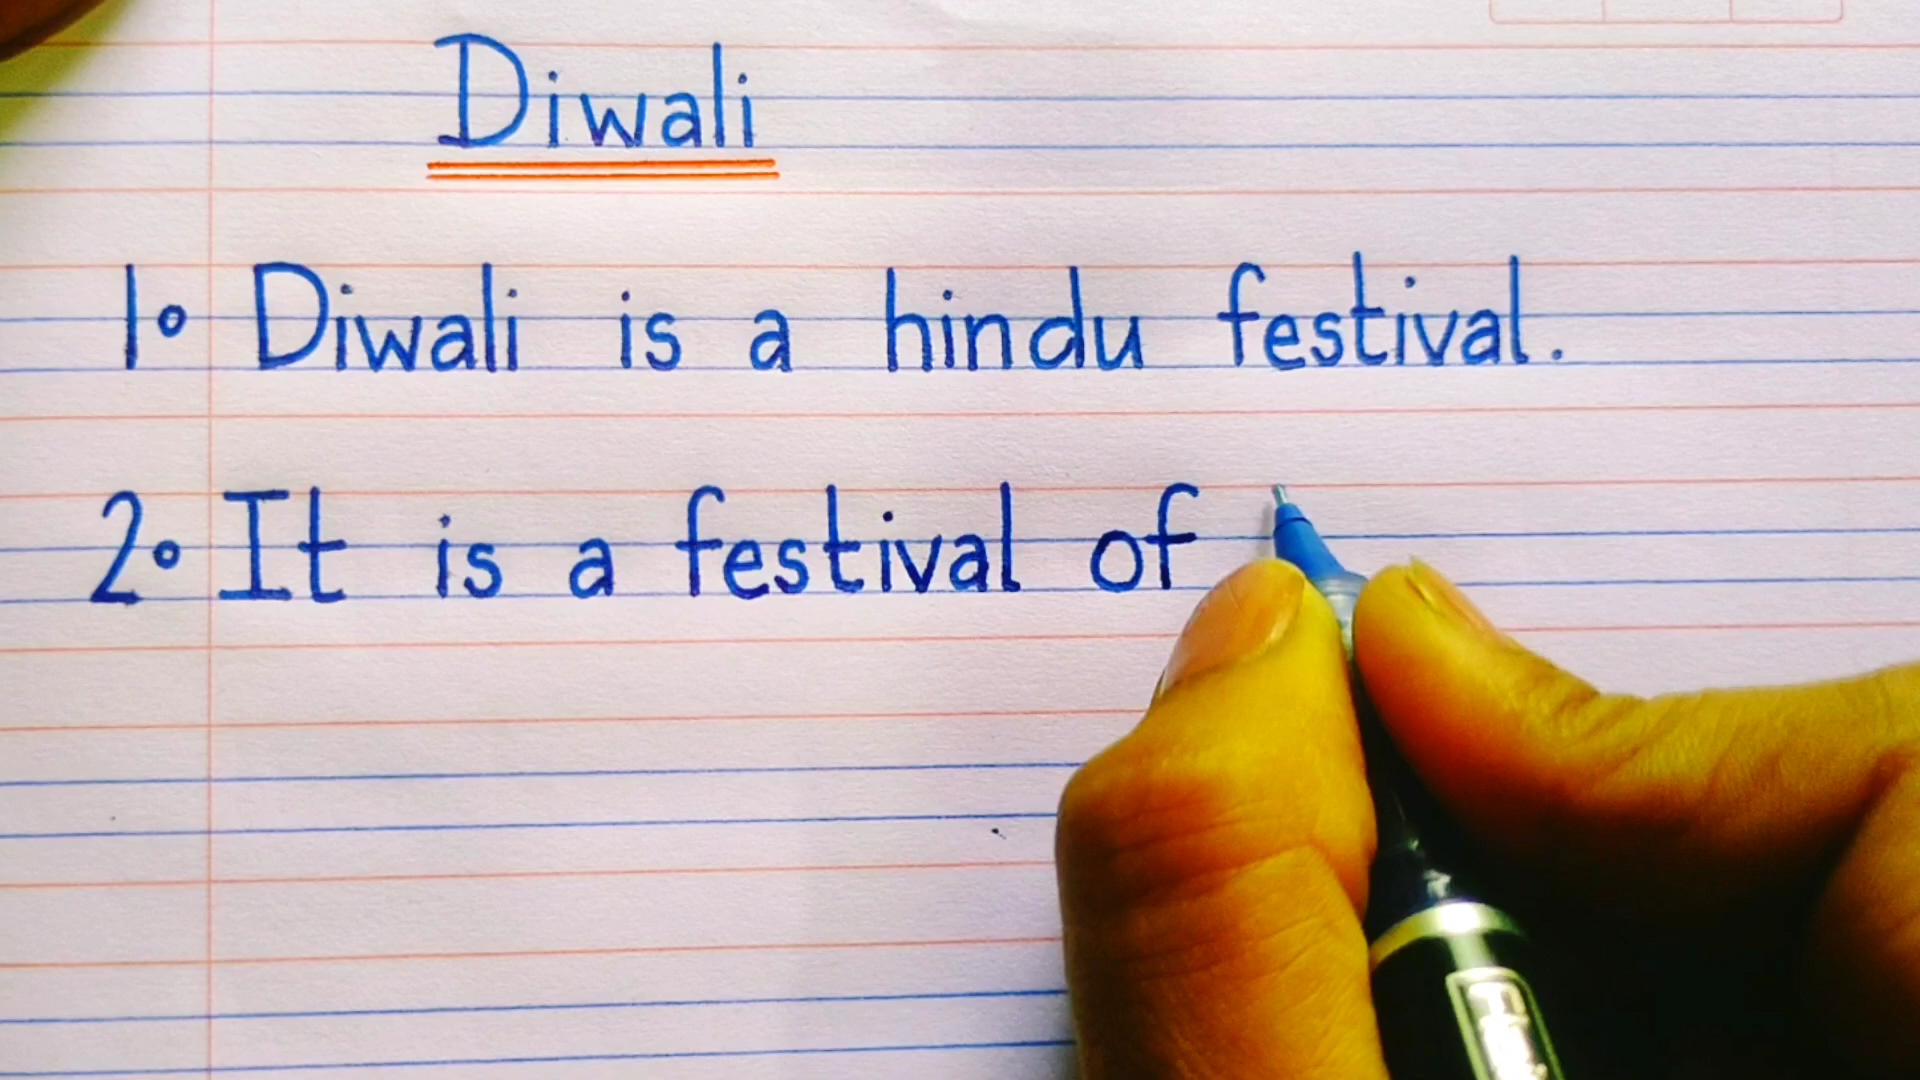 Diwali
1. Diwali is a hindu festival.
2. It is a festival of